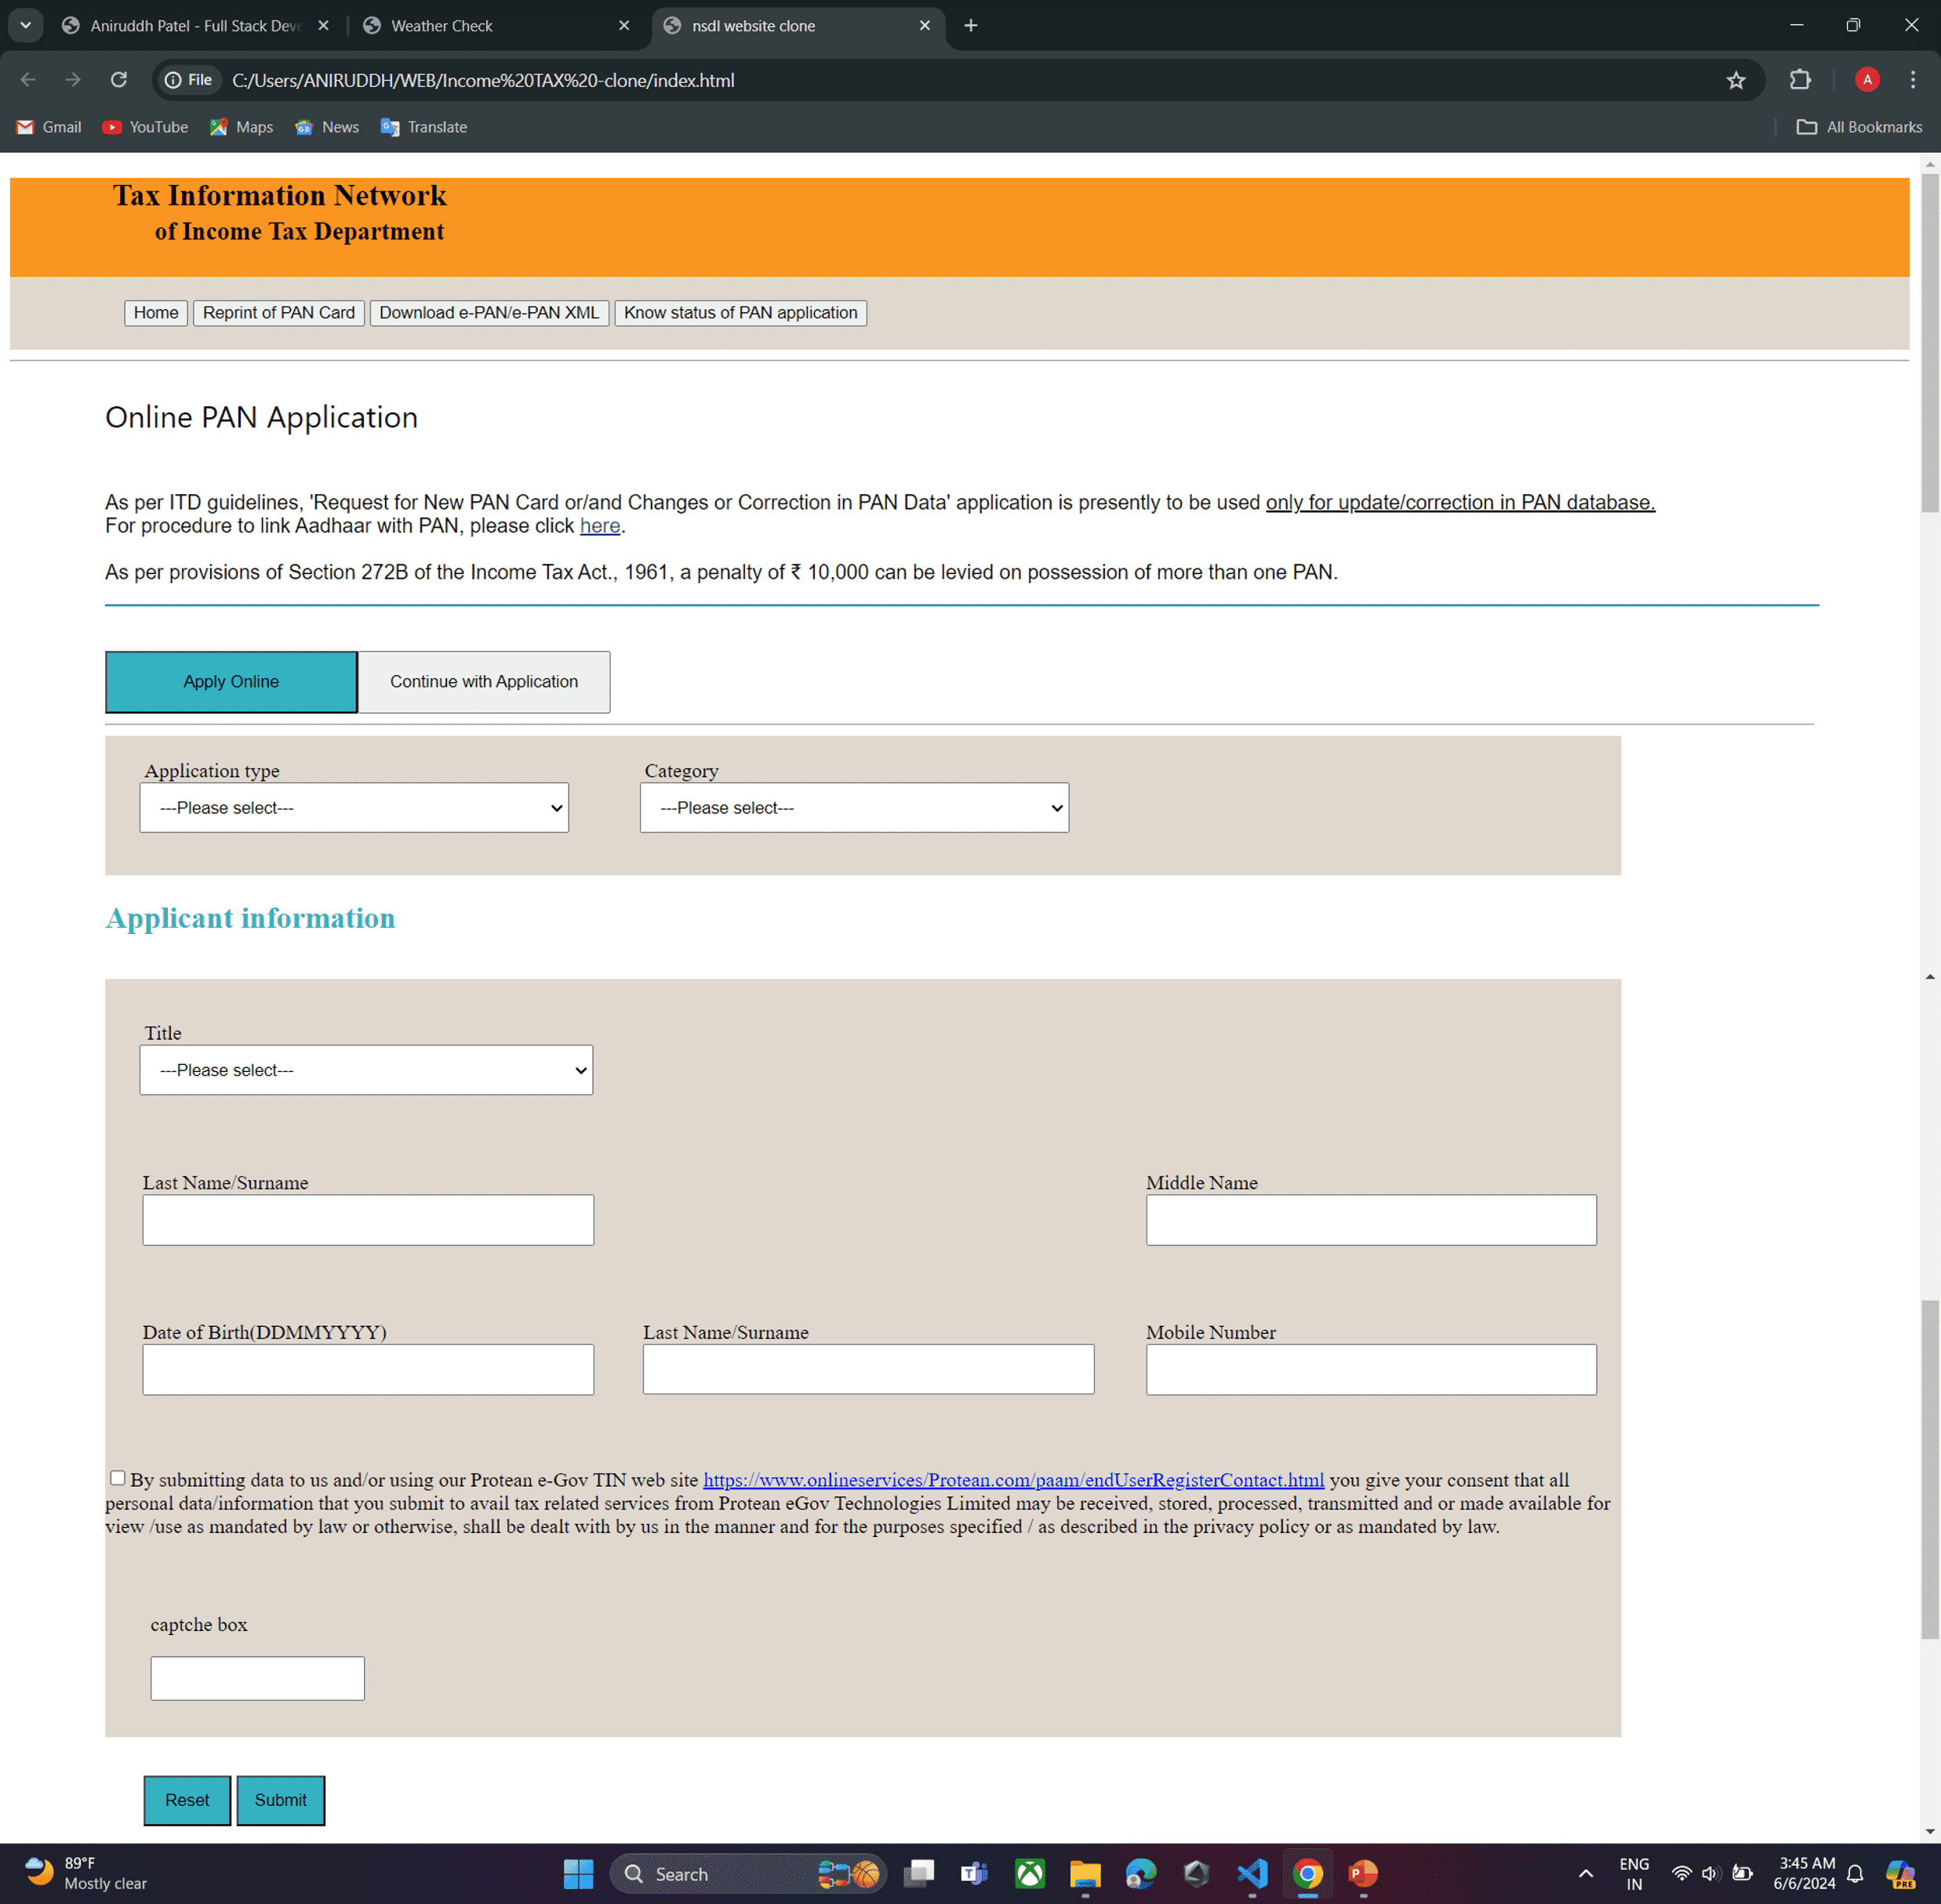 Aniruddh Patel - Full Stack Deve
Weather Check
nsdl website clone
File
C:/Users/ANIRUDDH/WEB/Income%20TAX%20-clone/index.html
A
Gmail
YouTube
Maps
News
Translate
All Bookmarks
Tax Information Network
of Income Tax Department
Home
Reprint of PAN Card
Download e-PAN/e-PAN XML
Know status of PAN application
Online PAN Application
As per ITD guidelines, 'Request for New PAN Card or/and Changes or Correction in PAN Data' application is presently to be used only for update/correction in PAN database.
For procedure to link Aadhaar with PAN, please click here.
As per provisions of Section 272B of the Income Tax Act., 1961, a penalty of ₹ 10,000 can be levied on possession of more than one PAN.
Apply Online
Continue with Application
Application type
Category
---Please select---
---Please select---
Applicant information
Title
---Please select---
Last Name/Surname
Middle Name
Date of Birth(DDMMYYYY)
Last Name/Surname
Mobile Number
By submitting data to us and/or using our Protean e-Gov TIN web site https://www.onlineservices/Protean.com/paam/endUserRegisterContact.html you give your consent that all
personal data/information that you submit to avail tax related services from Protean eGov Technologies Limited may be received, stored, processed, transmitted and or made available for
view /use as mandated by law or otherwise, shall be dealt with by us in the manner and for the purposes specified / as described in the privacy policy or as mandated by law.
captche box
Reset
Submit
89°F
Mostly clear
Search
ENG
IN
3:45 AM
6/6/2024
PRE